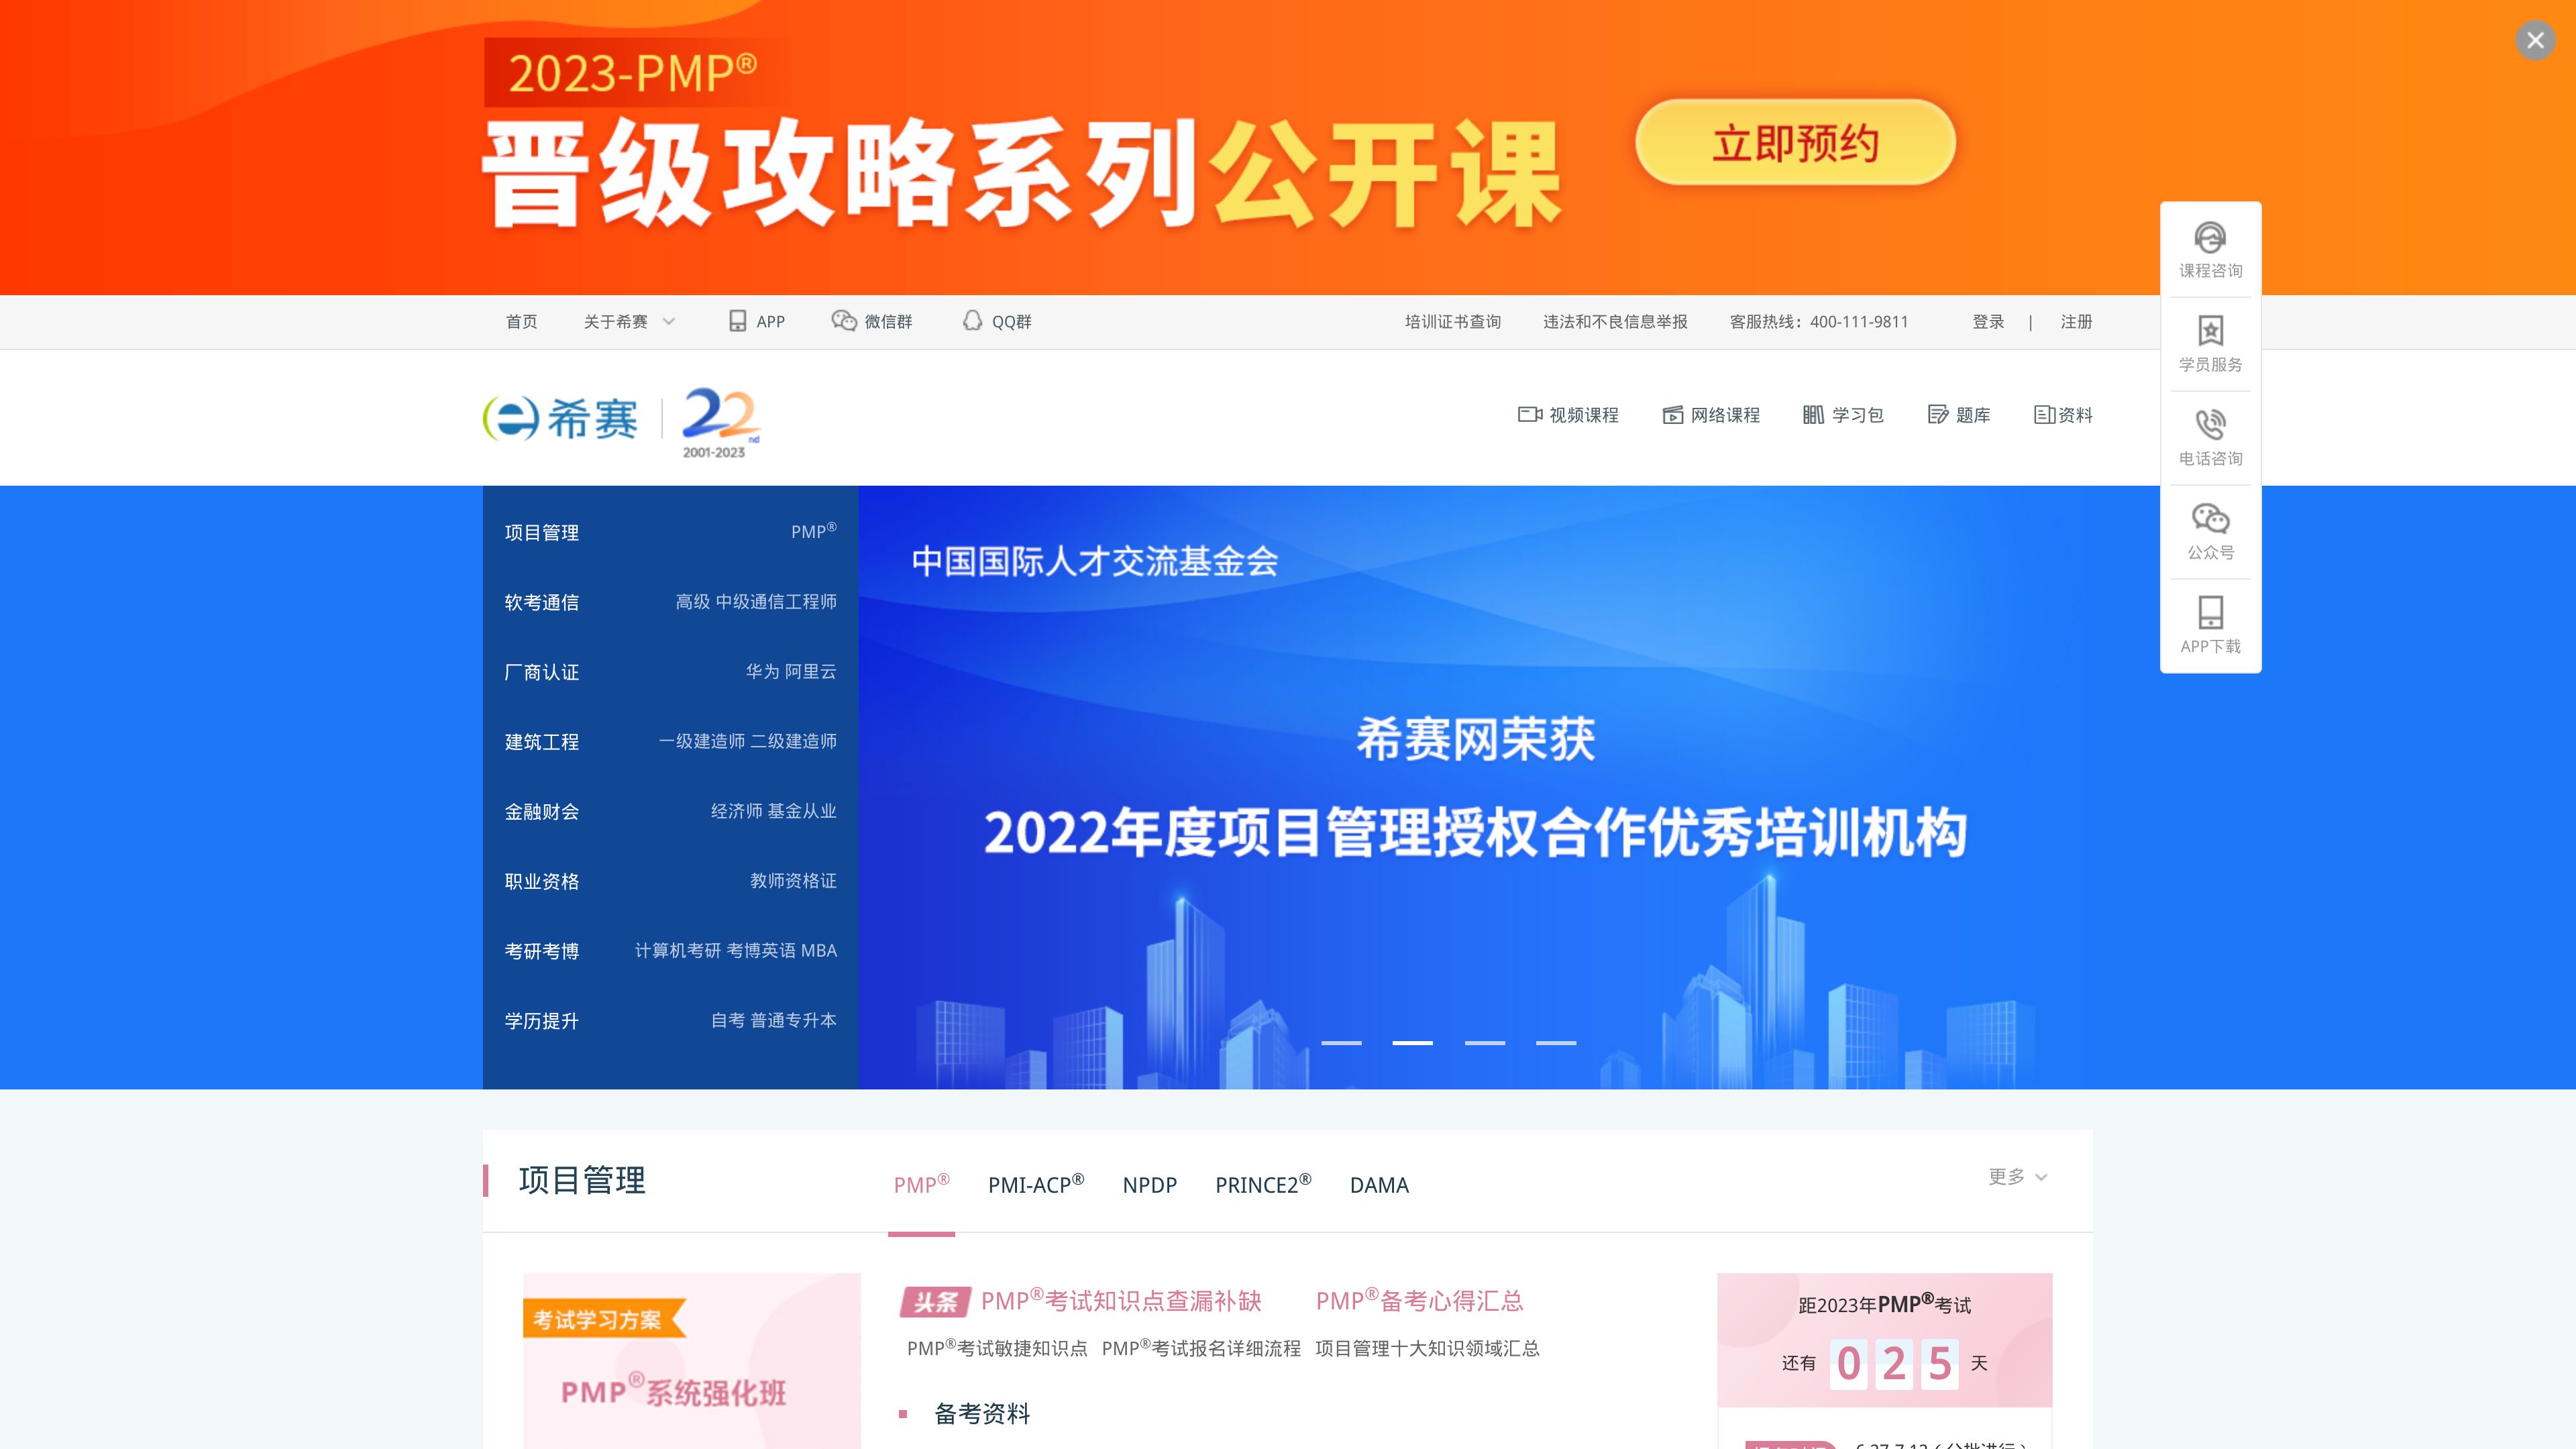 2023-PMP®
晋级攻略系列公开课
立即预约
首页
关于希赛
APP
微信群
QQ群
培训证书查询
违法和不良信息举报
客服热线：400-111-9811
登录 | 注册
希赛
22nd
2001-2023
视频课程
网络课程
学习包
题库
资料
课程咨询
学员服务
电话咨询
公众号
APP下载
项目管理 PMP®
软考通信 高级 中级通信工程师
厂商认证 华为 阿里云
建筑工程 一级建造师 二级建造师
金融财会 经济师 基金从业
职业资格 教师资格证
考研考博 计算机考研 考博英语 MBA
学历提升 自考 普通专升本
中国国际人才交流基金会
希赛网荣获
2022年度项目管理授权合作优秀培训机构
项目管理
PMP® PMI-ACP® NPDP PRINCE2® DAMA
更多
考试学习方案
PMP®系统强化班
头条 PMP®考试知识点查漏补缺 PMP®备考心得汇总
PMP®考试敏捷知识点 PMP®考试报名详细流程 项目管理十大知识领域汇总
备考资料
距2023年PMP®考试
还有 025 天